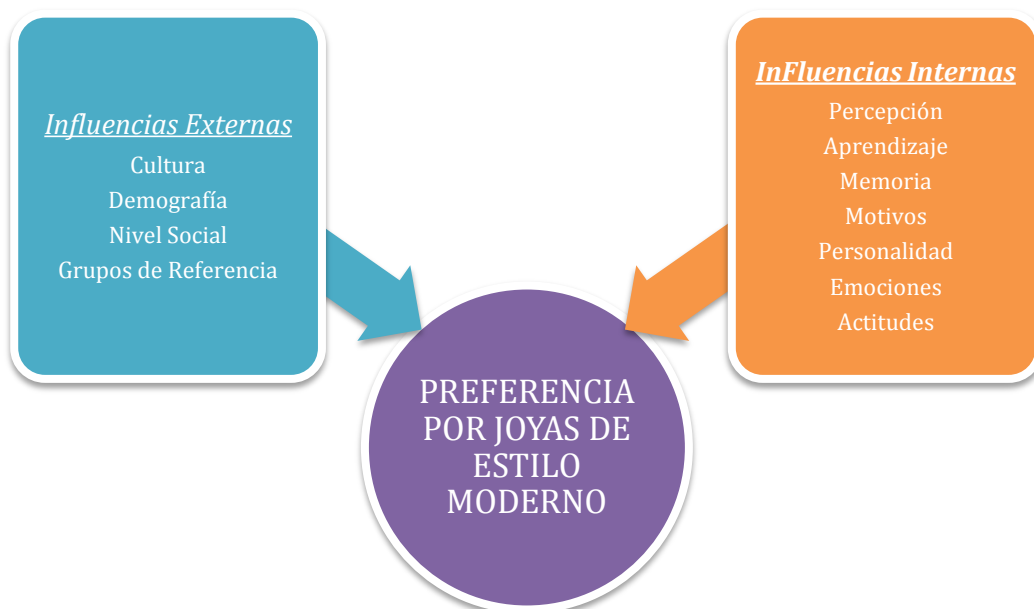 Influencias Externas
Cultura
Demografía
Nivel Social
Grupos de Referencia
InFluencias Internas
Percepción
Aprendizaje
Memoria
Motivos
Personalidad
Emociones
Actitudes
PREFERENCIA
POR JOYAS DE
ESTILO
MODERNO